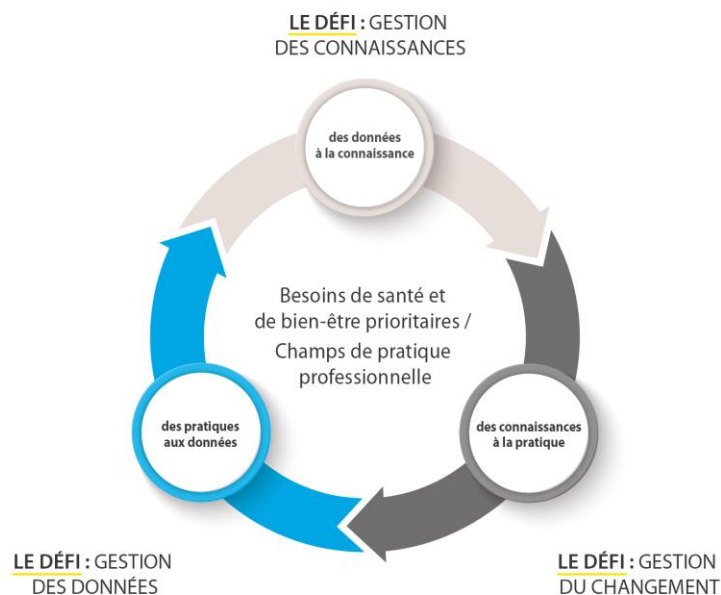 LE DÉFI : GESTION
DES CONNAISSANCES
des données
à la connaissance
Besoins de santé et
de bien-être prioritaires /
Champs de pratique
professionnelle
des pratiques
aux données
des connaissances
à la pratique
LE DÉFI : GESTION
DES DONNÉES
LE DÉFI : GESTION
DU CHANGEMENT